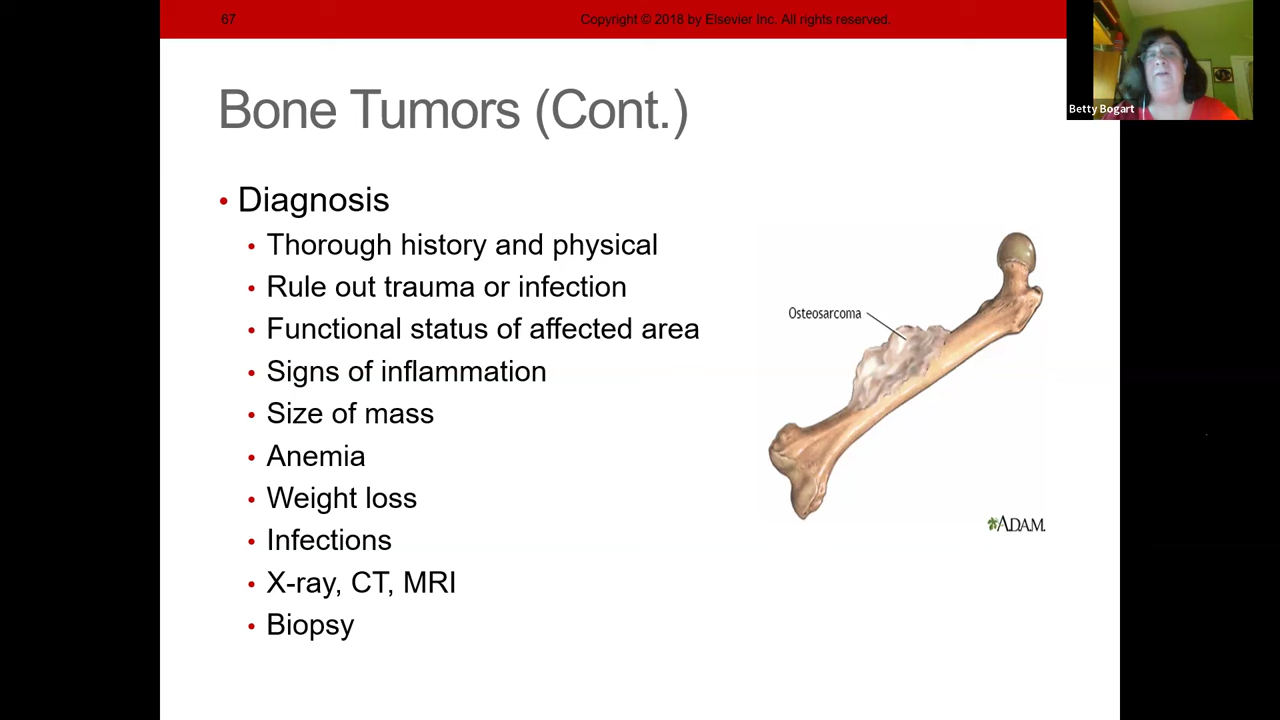 67
Copyright © 2018 by Elsevier Inc. All rights reserved.
Betty Bogart
Bone Tumors (Cont.)
• Diagnosis
• Thorough history and physical
• Rule out trauma or infection
• Functional status of affected area
• Signs of inflammation
• Size of mass
• Anemia
• Weight loss
• Infections
• X-ray, CT, MRI
• Biopsy
Osteosarcoma
ADAM.